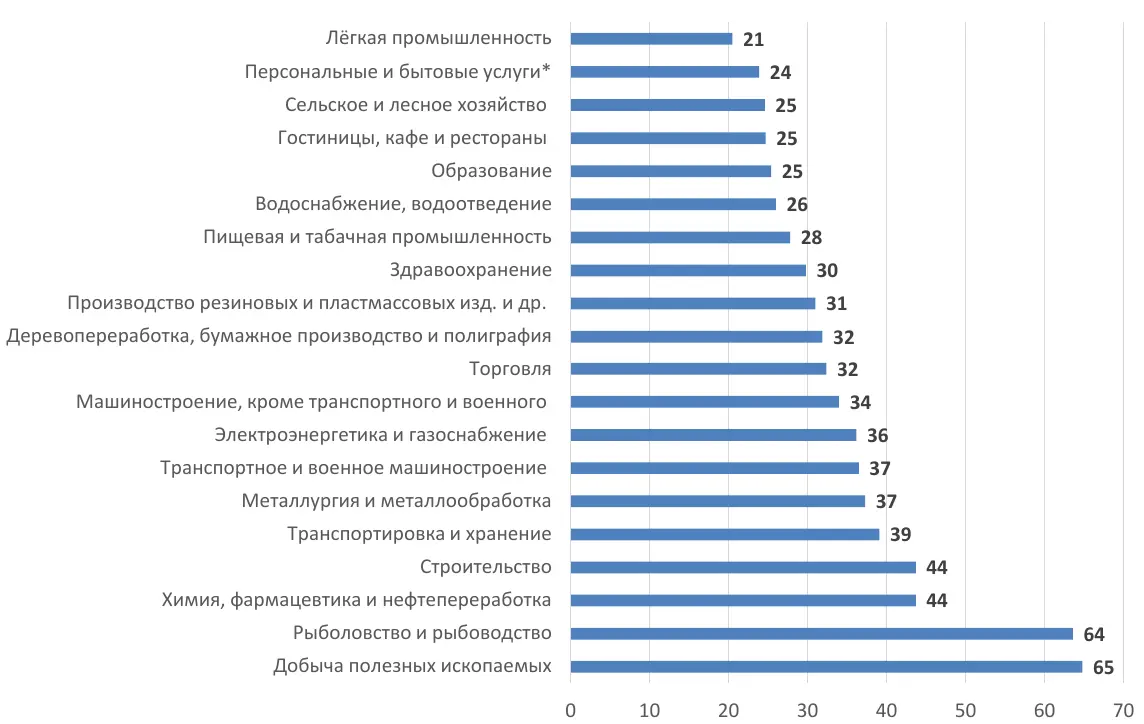 Лёгкая промышленность 21
Персональные и бытовые услуги* 24
Сельское и лесное хозяйство 25
Гостиницы, кафе и рестораны 25
Образование 25
Водоснабжение, водоотведение 26
Пищевая и табачная промышленность 28
Здравоохранение 30
Производство резиновых и пластмассовых изд. и др. 31
Деревопереработка, бумажное производство и полиграфия 32
Торговля 32
Машиностроение, кроме транспортного и военного 34
Электроэнергетика и газоснабжение 36
Транспортное и военное машиностроение 37
Металлургия и металлообработка 37
Транспортировка и хранение 39
Строительство 44
Химия, фармацевтика и нефтепереработка 44
Рыболовство и рыбоводство 64
Добыча полезных ископаемых 65
0 10 20 30 40 50 60 70